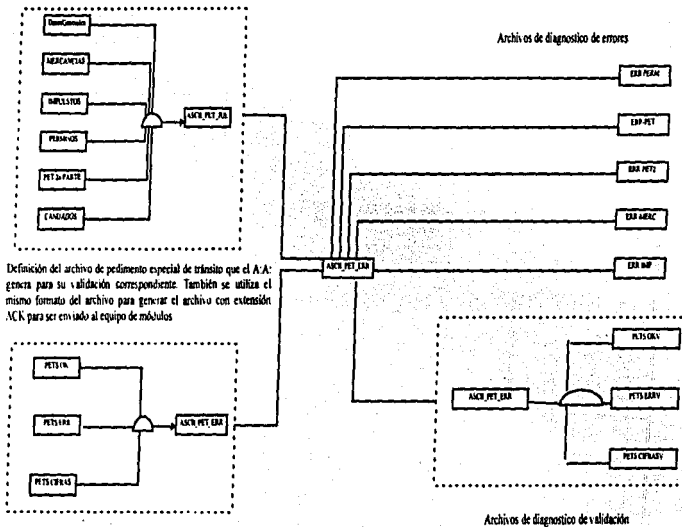 DatosGenerales
Archivos de diagnostico de errores
MERCANCIAS
ERR PERM
IMPUESTOS
ASCII_PET_JUL
PERMISOS
ERR-PET
PET 2a PARTE
ERR PET2
CANDADOS
ERR MERC
ASCII_PET_ERR
ERR IMP
Definición del archivo de pedimento especial de tránsito que el A:A:
genera para su validación correspondiente. También se utiliza el
mismo formato del archivo para generar el archivo con extensión
ACK para ser enviado al equipo de módulos
PETS OK
PETS OKV
PETS ERR
ASCII_PET_ERR
ASCII_PET_ERR
PETS ERRV
PETS CIFRAS
PETS CIFRASV
Archivos de diagnostico de validación